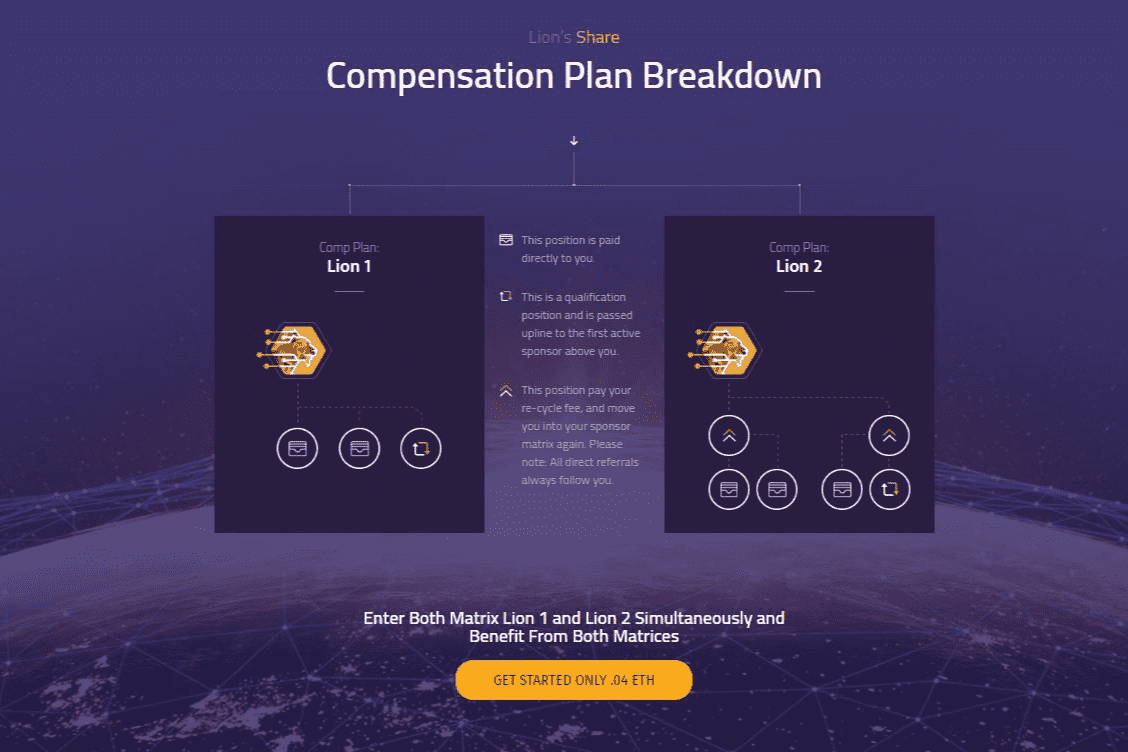 Lion's Share
Compensation Plan Breakdown
Comp Plan:
Lion 1
This position is paid
directly to you.
This is a qualification
position and is passed
upline to the first active
sponsor above you.
This position pay your
re-cycle fee, and move
you into your sponsor
matrix again. Please
note: All direct referrals
always follow you.
Comp Plan:
Lion 2
Enter Both Matrix Lion 1 and Lion 2 Simultaneously and
Benefit From Both Matrices
GET STARTED ONLY .04 ETH